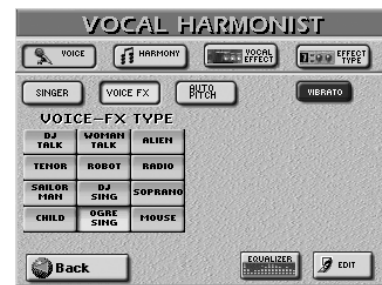 VOCAL HARMONIST
VOICE
HARMONY
VOCAL
EFFECT
EFFECT
TYPE
SINGER
VOICE FX
AUTO
PITCH
VIBRATO
VOICE-FX TYPE
DJ
TALK
WOMAN
TALK
ALIEN
TENOR
ROBOT
RADIO
SAILOR
MAN
DJ
SING
SOPRANO
CHILD
OGRE
SING
MOUSE
Back
EQUALIZER
EDIT